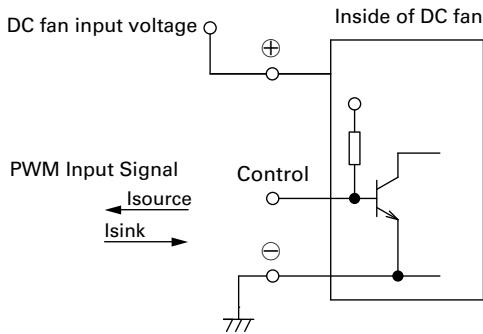 Inside of DC fan
DC fan input voltage
⊕
PWM Input Signal
Control
Isource
Isink
⊖